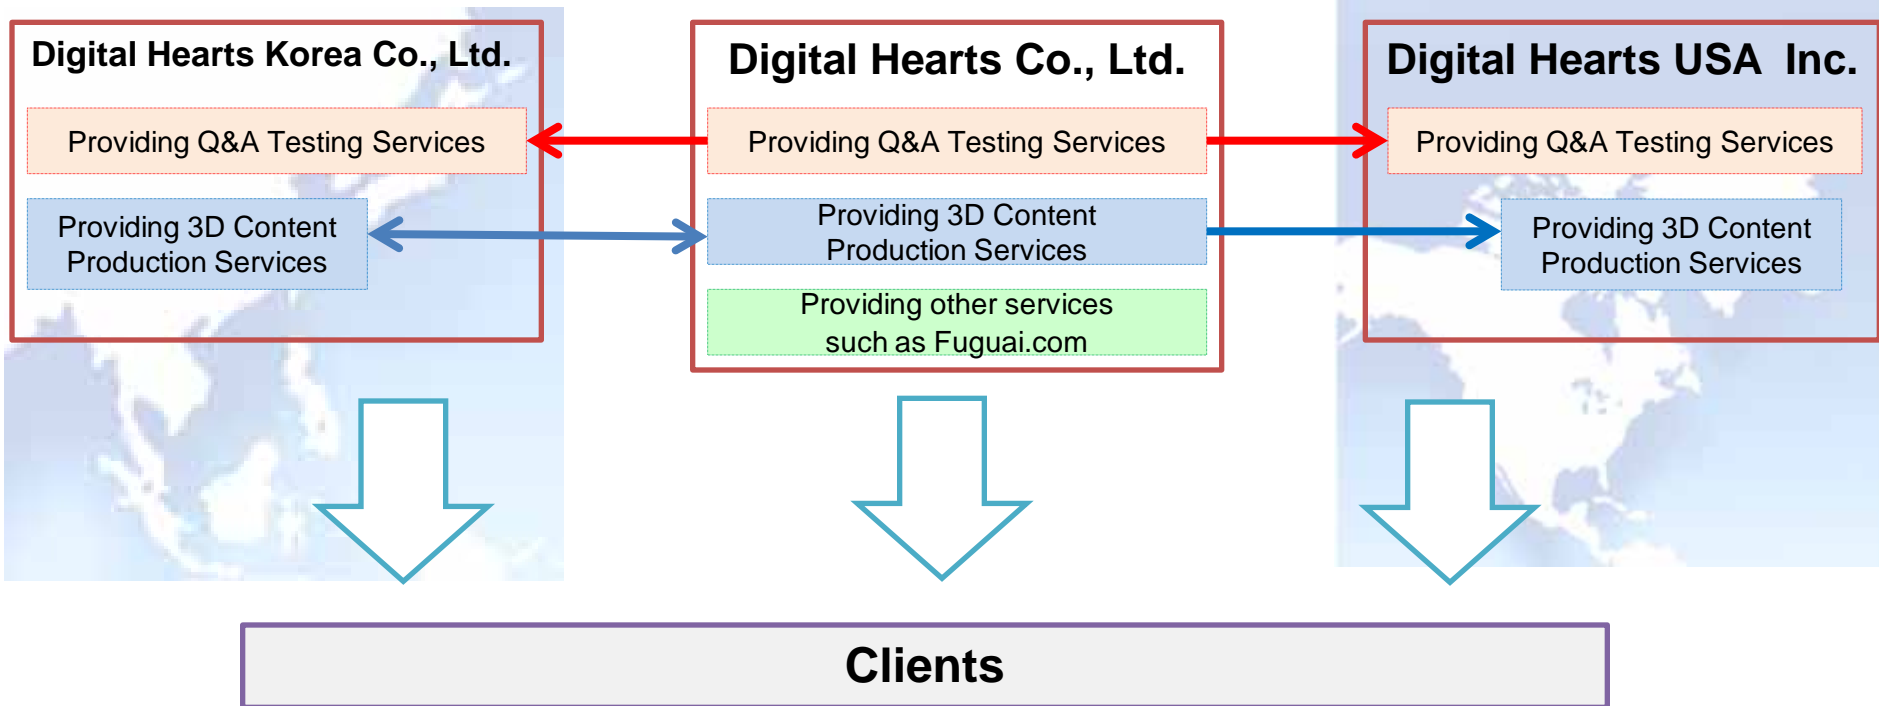 Digital Hearts Korea Co., Ltd.
Providing Q&A Testing Services
Providing 3D Content
Production Services
Digital Hearts Co., Ltd.
Providing Q&A Testing Services
Providing 3D Content
Production Services
Providing other services
such as Fuguai.com
Digital Hearts USA  Inc.
Providing Q&A Testing Services
Providing 3D Content
Production Services
Clients